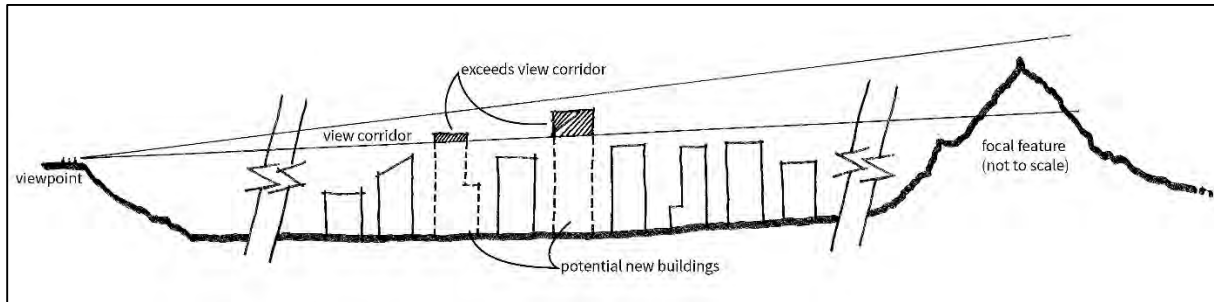 exceeds view corridor
view corridor
viewpoint
focal feature
(not to scale)
potential new buildings